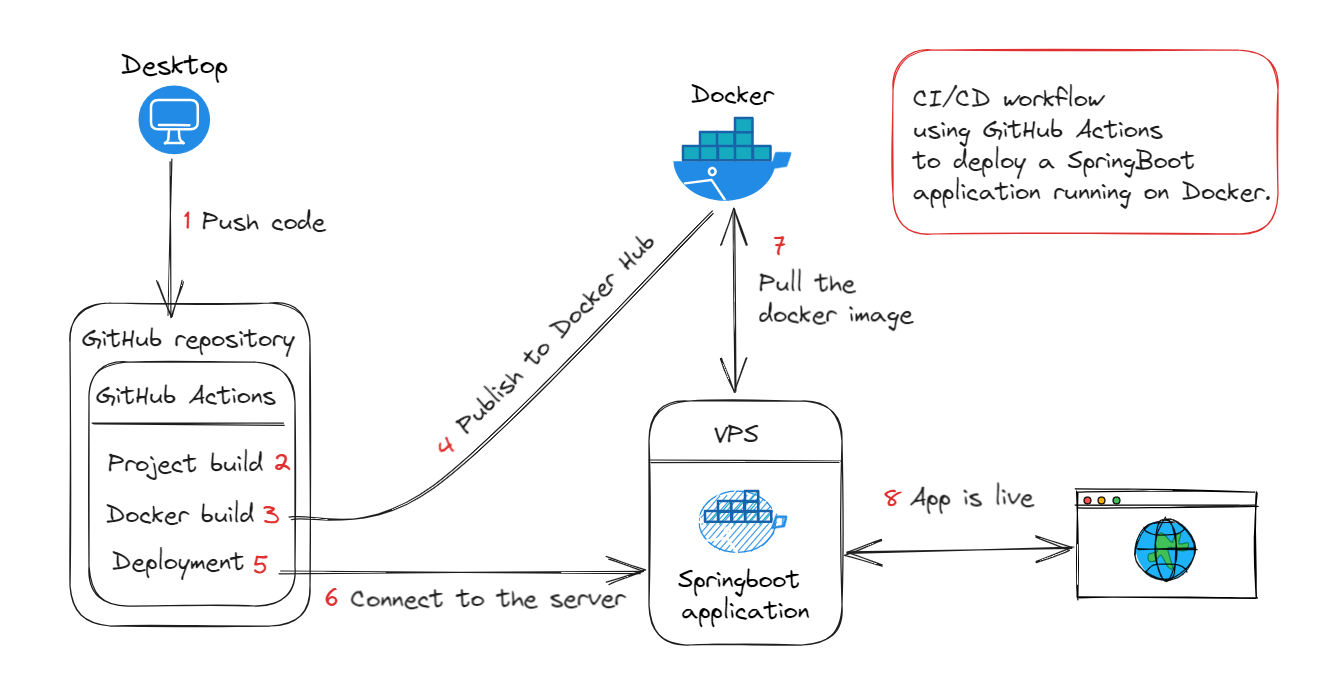 Desktop
1 Push code
GitHub repository
GitHub Actions
Project build 2
Docker build 3
Deployment 5
4 Publish to Docker Hub
6 Connect to the server
Docker
7
Pull the
docker image
VPS
Springboot
application
8 App is live
CI/CD workflow
using GitHub Actions
to deploy a SpringBoot
application running on Docker.